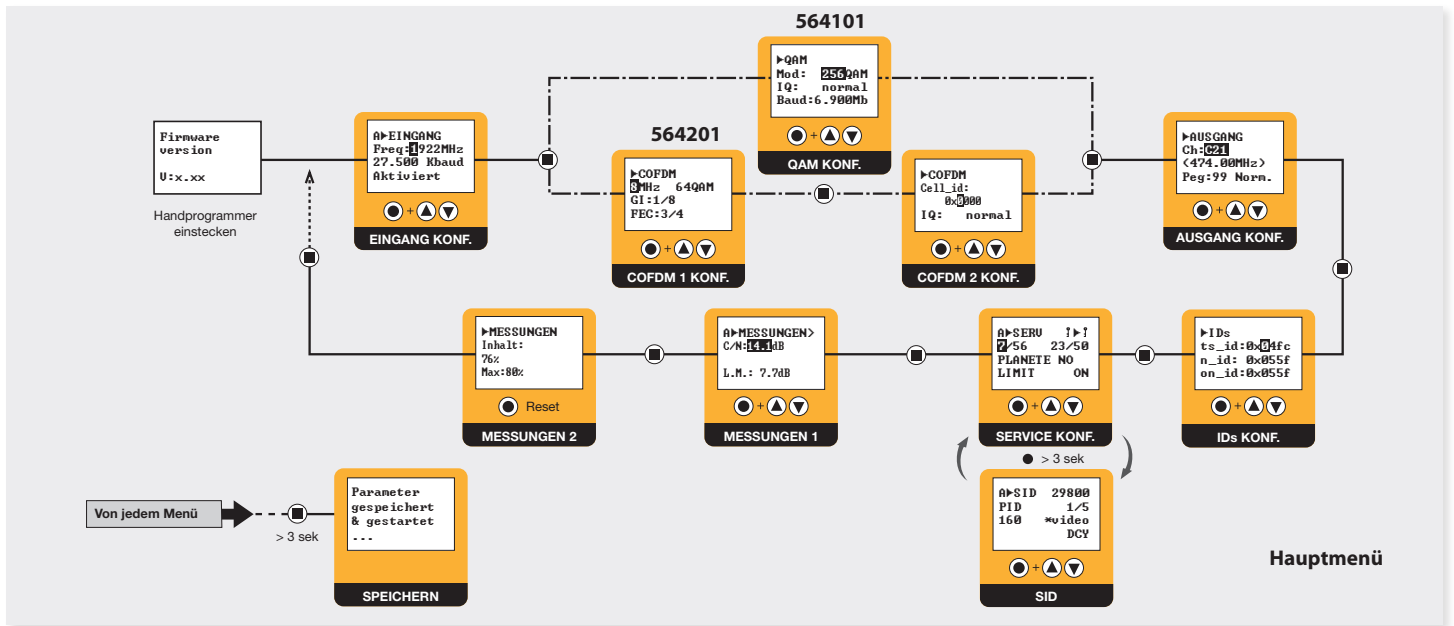 564101
▶QAM
Mod: 256QAM
IQ: normal
Baud:6.900Mb
+
QAM KONF.
Firmware
version
V:x.xx
Handprogrammer
einstecken
A▶EINGANG
Freq:1922MHz
27.500 Kbaud
Aktiviert
+
EINGANG KONF.
564201
▶COFDM
8MHz 64QAM
GI:1/8
FEC:3/4
+
COFDM 1 KONF.
▶COFDM
Cell_id:
0x0000
IQ: normal
+
COFDM 2 KONF.
▶AUSGANG
Ch:C21
(474.00MHz)
Peg:99 Norm.
+
AUSGANG KONF.
▶MESSUNGEN
Inhalt:
76%
Max:80%
Reset
MESSUNGEN 2
A▶MESSUNGEN>
C/N:14.1dB
L.M.: 7.7dB
+
MESSUNGEN 1
A▶SERV
7/56 23/50
PLANETE NO
LIMIT ON
+
SERVICE KONF.
▶IDs
ts_id:0x04fc
n_id: 0x055f
on_id:0x055f
+
IDs KONF.
● > 3 sek
A▶SID 29800
PID 1/5
160 *video
DCY
+
SID
Von jedem Menü
> 3 sek
Parameter
gespeichert
& gestartet
...
SPEICHERN
Hauptmenü